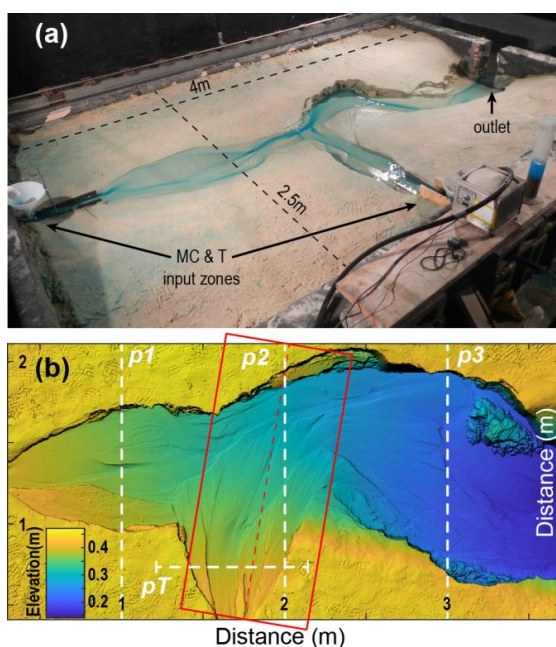 (a)
4m
outlet
2.5m
MC & T
input zones
2
(b)
p1
p2
p3
Distance (m)
1
Elevation(m)
0.4
0.3
0.2
pT
1
2
3
Distance (m)